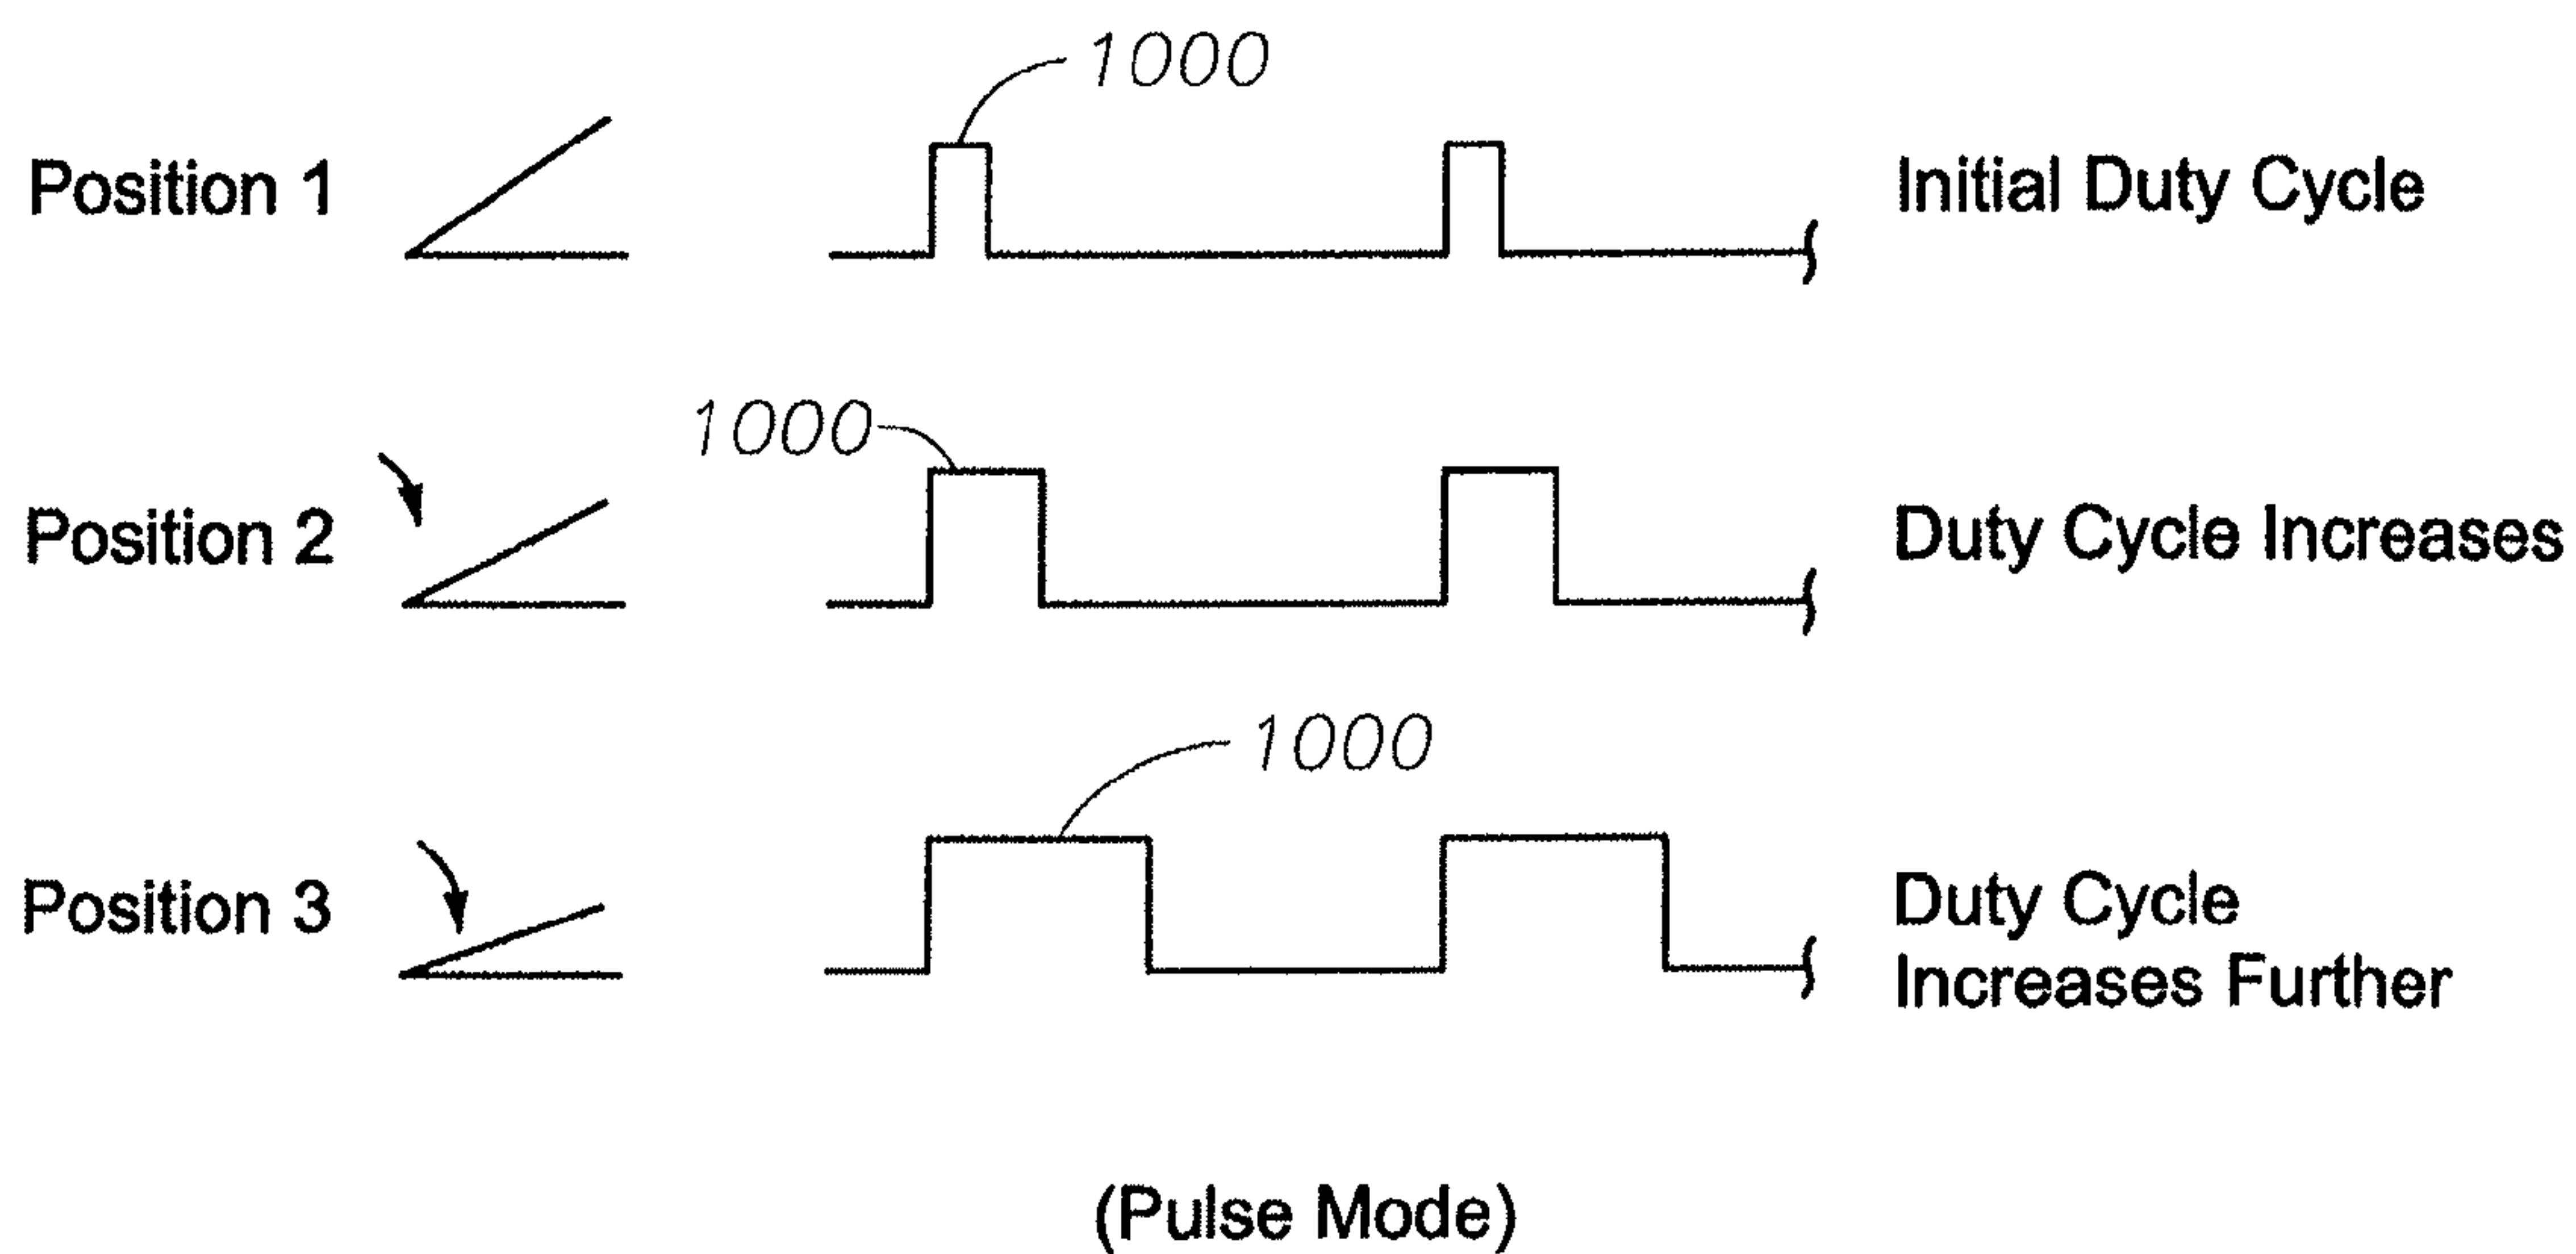 1000
Position 1
Initial Duty Cycle
1000
Position 2
Duty Cycle Increases
1000
Position 3
Duty Cycle
Increases Further
(Pulse Mode)